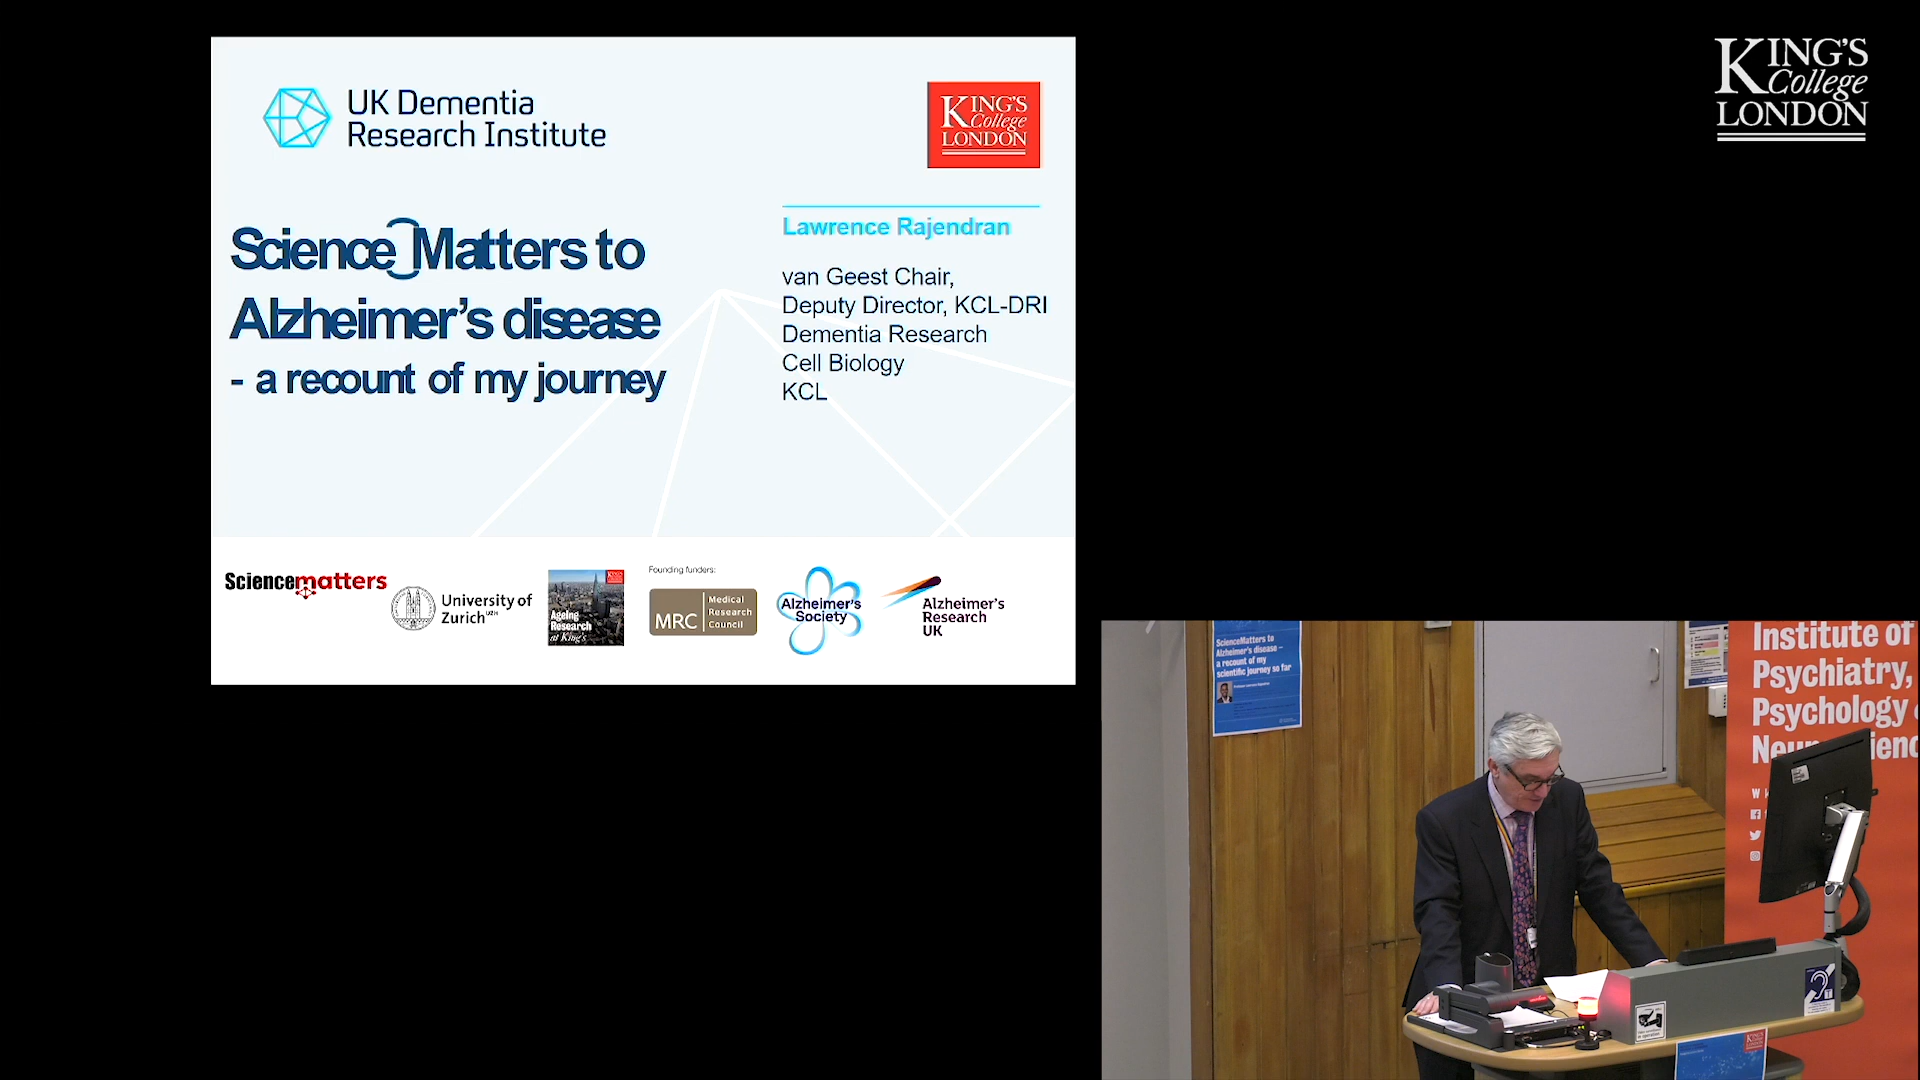 UK Dementia
Research Institute
KING'S
College
LONDON
Science Matters to
Alzheimer's disease
- a recount of my journey
Lawrence Rajendran
van Geest Chair,
Deputy Director, KCL-DRI
Dementia Research
Cell Biology
KCL
Sciencematters
University of
Zurich UZH
Ageing
Research
at King's
Founding funders:
MRC
Medical
Research
Council
Alzheimer's
Society
Alzheimer's
Research
UK
KING'S
College
LONDON
ScienceMatters to
Alzheimer's disease –
a recount of my
scientific journey so far
Institute of
Psychiatry,
Psychology